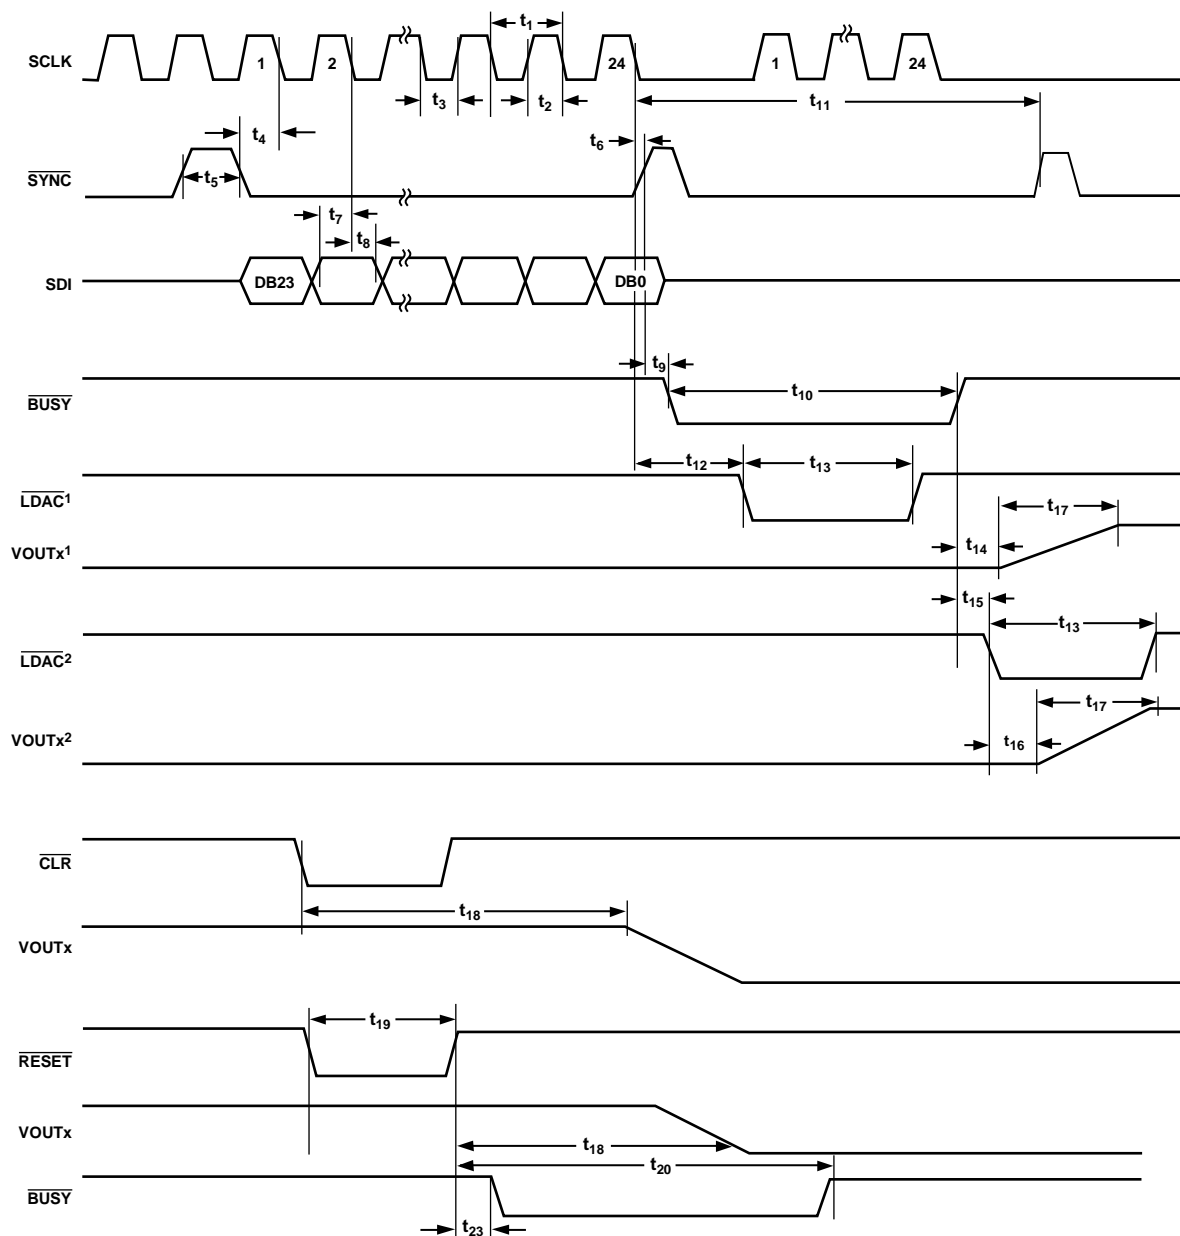 t1
SCLK
1
2
24
1
24
t3
t2
t11
t4
t6
SYNC
t5
t7
t8
SDI
DB23
DB0
t9
BUSY
t10
t12
t13
LDAC1
t17
VOUTx1
t14
t15
t13
LDAC2
t17
VOUTx2
t16
CLR
t18
VOUTx
t19
RESET
VOUTx
t18
t20
BUSY
t23